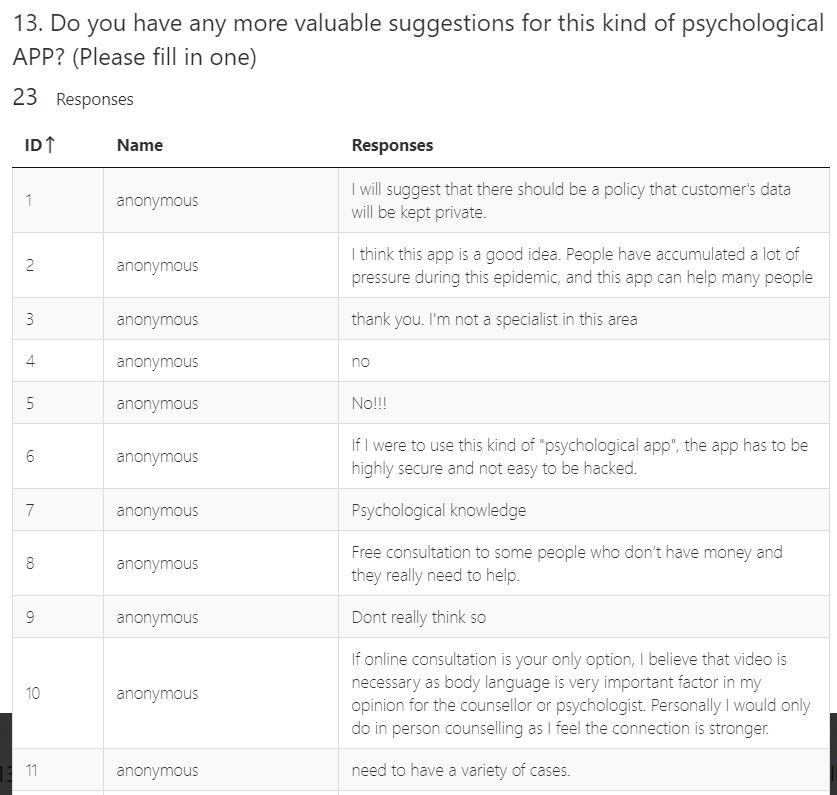 13. Do you have any more valuable suggestions for this kind of psychological
APP? (Please fill in one)
23 Responses
ID↑ Name Responses
1 anonymous I will suggest that there should be a policy that customer's data
will be kept private.
2 anonymous I think this app is a good idea. People have accumulated a lot of
pressure during this epidemic, and this app can help many people
3 anonymous thank you. I'm not a specialist in this area
4 anonymous no
5 anonymous No!!!
6 anonymous If I were to use this kind of "psychological app", the app has to be
highly secure and not easy to be hacked.
7 anonymous Psychological knowledge
8 anonymous Free consultation to some people who don’t have money and
they really need to help.
9 anonymous Dont really think so
10 anonymous If online consultation is your only option, I believe that video is
necessary as body language is very important factor in my
opinion for the counsellor or psychologist. Personally I would only
do in person counselling as I feel the connection is stronger.
11 anonymous need to have a variety of cases.